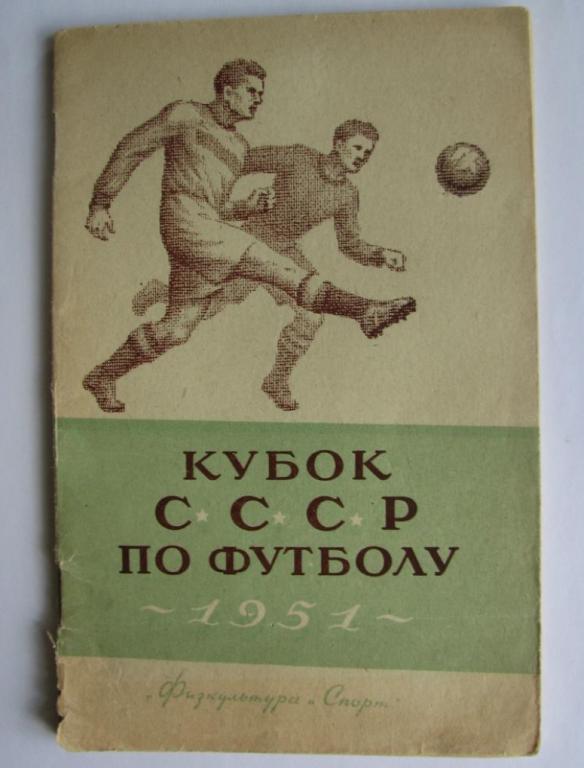 КУБОК
С★С★С★Р
ПО ФУТБОЛУ
~1951~
„Физкультура и Спорт"